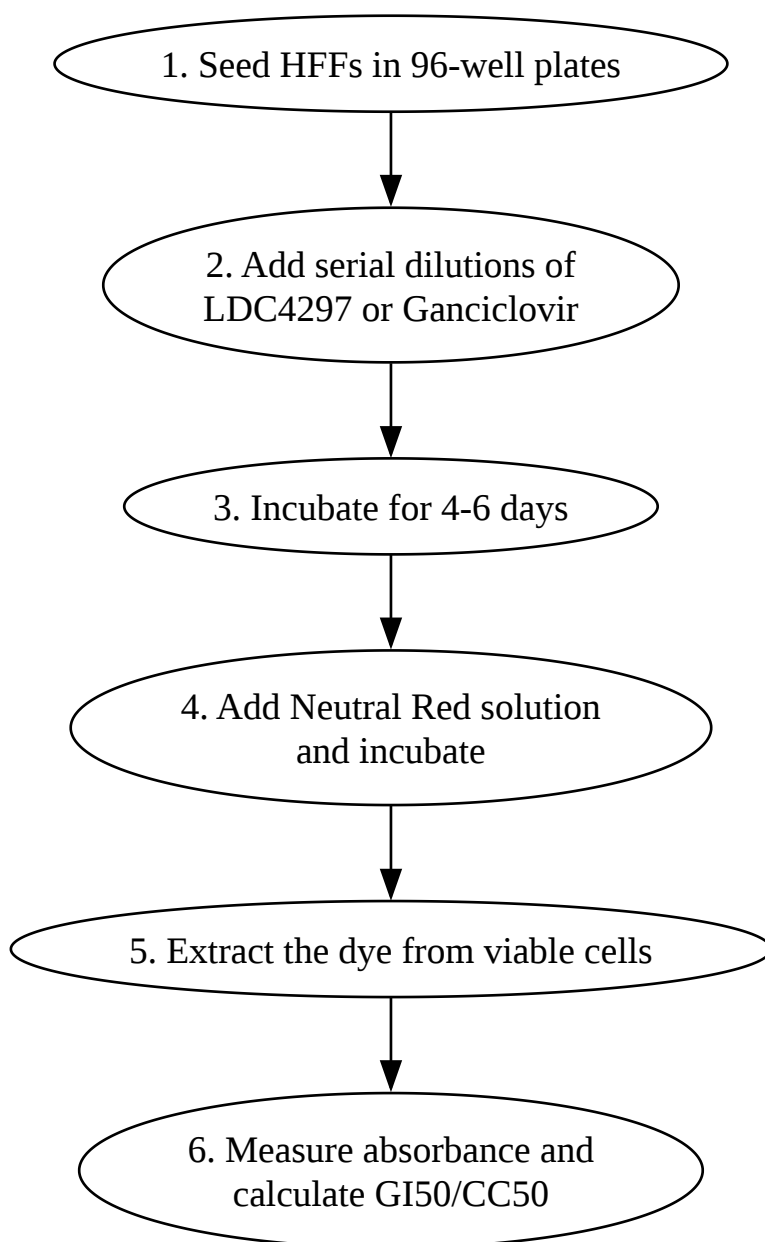 1. Seed HFFs in 96-well plates
2. Add serial dilutions of
LDC4297 or Ganciclovir
3. Incubate for 4-6 days
4. Add Neutral Red solution
and incubate
5. Extract the dye from viable cells
6. Measure absorbance and
calculate GI50/CC50